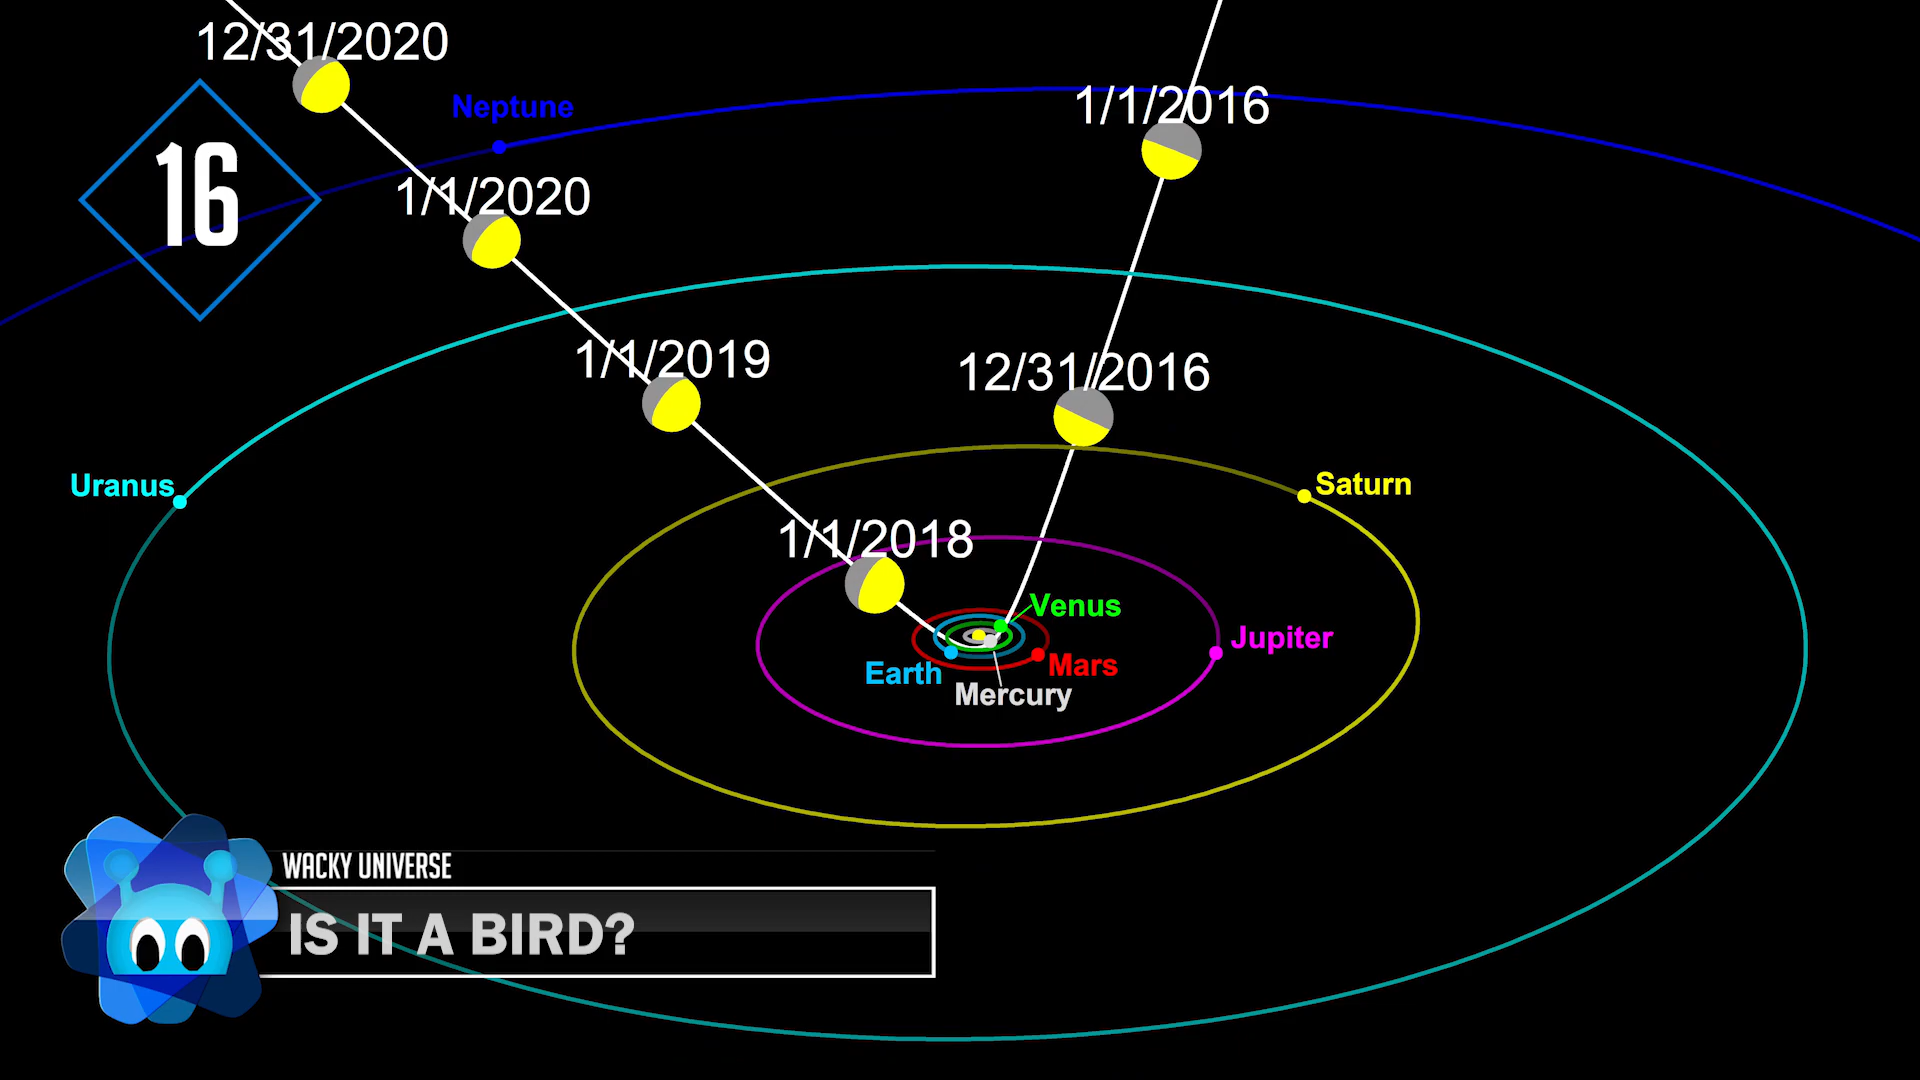 12/31/2020
Neptune
1/1/2016
16
1/1/2020
1/1/2019
12/31/2016
Uranus
Saturn
1/1/2018
Venus
Jupiter
Earth
Mars
Mercury
WACKY UNIVERSE
IS IT A BIRD?